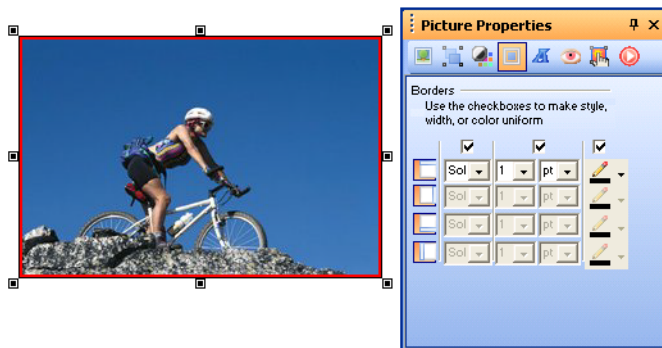 Picture Properties
Borders
Use the checkboxes to make style,
width, or color uniform
Sol 1 pt
Sol 1 pt
Sol 1 pt
Sol 1 pt